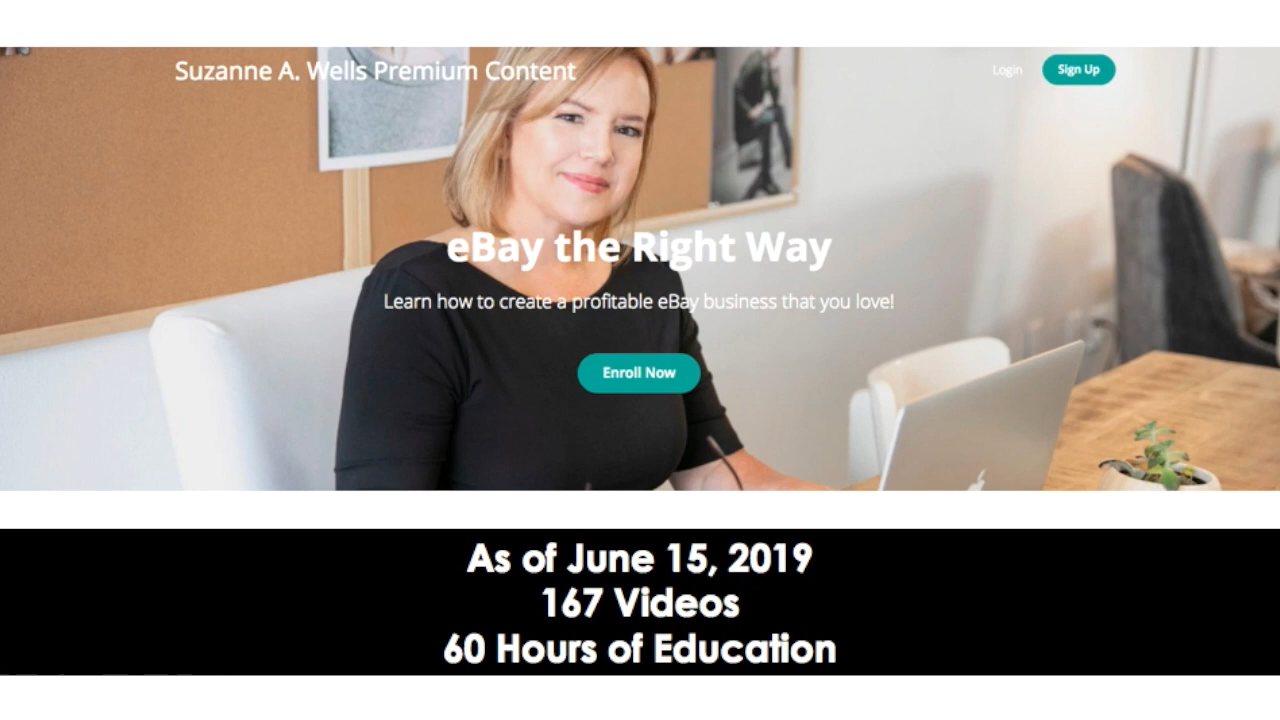 Suzanne A. Wells Premium Content
Login
Sign Up
eBay the Right Way
Learn how to create a profitable eBay business that you love!
Enroll Now
As of June 15, 2019
167 Videos
60 Hours of Education